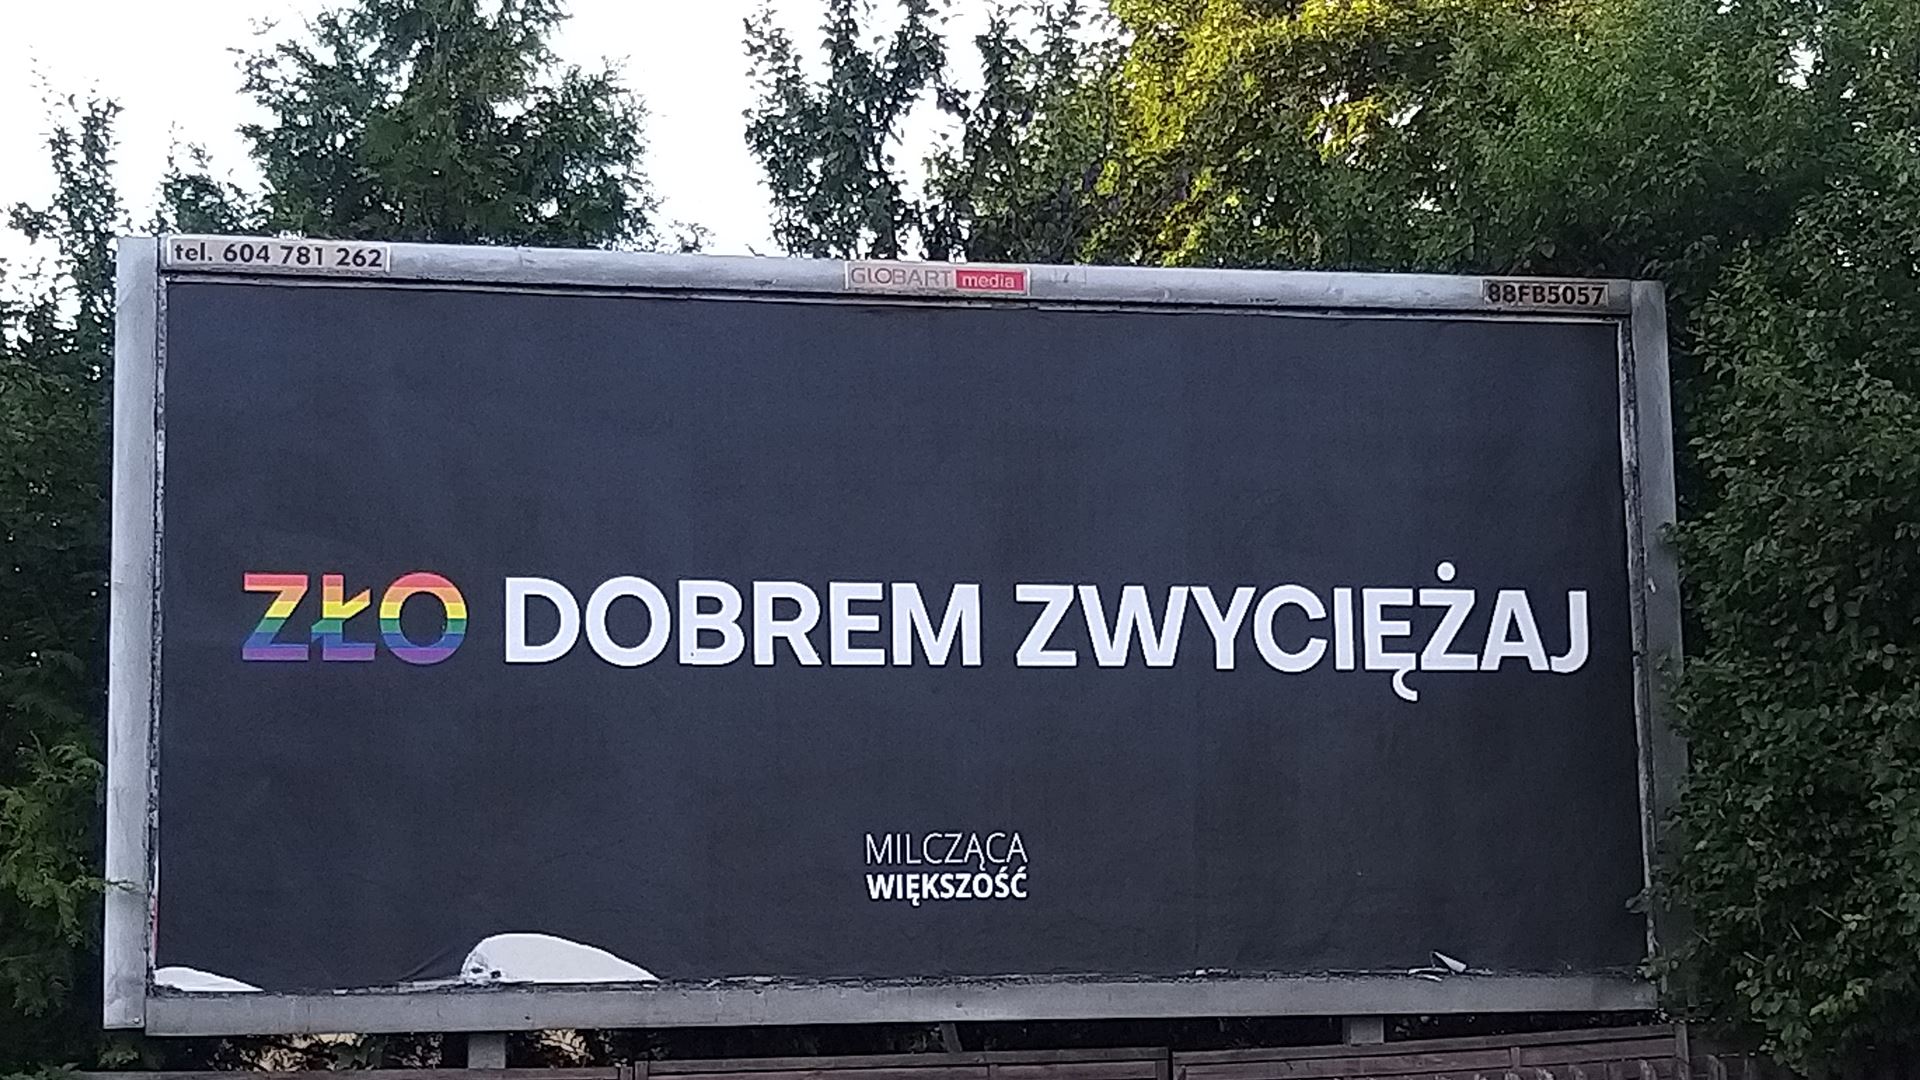 tel. 604 781 262
GLOBART media
88FB5057
ZŁO DOBREM ZWYCIĘŻAJ
MILCZĄCA
WIĘKSZOŚĆ